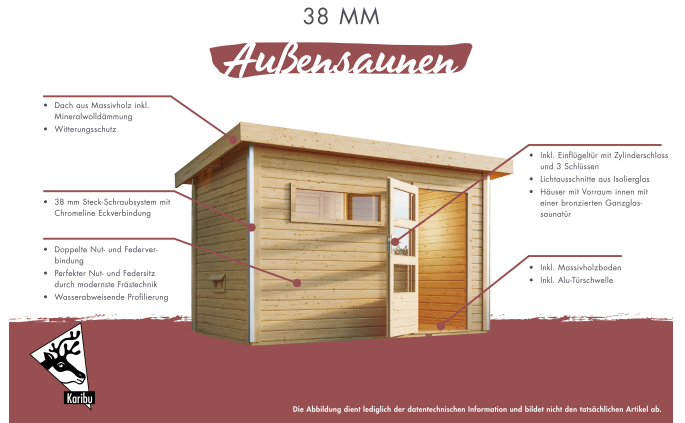 38 MM
Außensaunen
• Dach aus Massivholz inkl.
Mineralwolldämmung
• Witterungsschutz
• 38 mm Steck-Schraubsystem mit
Chromeline Eckverbindung
• Doppelte Nut- und Federver-
bindung
• Perfekter Nut- und Federsitz
durch modernste Frästechnik
• Wasserabweisende Profilierung
• Inkl. Einflügeltür mit Zylinderschloss
und 3 Schlüssen
• Lichtausschnitte aus Isolierglas
• Häuser mit Vorraum innen mit
einer bronzierten Ganzglas-
saunatür
• Inkl. Massivholzboden
• Inkl. Alu-Türschwelle
Karibu
Die Abbildung dient lediglich der datentechnischen Information und bildet nicht den tatsächlichen Artikel ab.